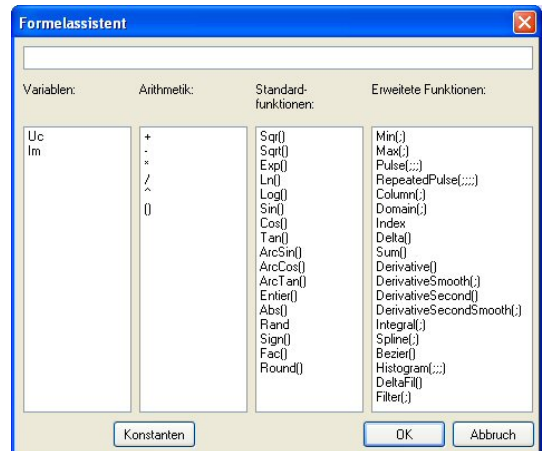 Formelassistent
Variablen:
Arithmetik:
Standard-
funktionen:
Erweitete Funktionen:
Uc
Im
+
-
*
/
^
()
Sqr()
Sqrt()
Exp()
Ln()
Log()
Sin()
Cos()
Tan()
ArcSin()
ArcCos()
ArcTan()
Entier()
Abs()
Rand
Sign()
Fac()
Round()
Min(;)
Max(;)
Pulse(;;;)
RepeatedPulse(;;;;)
Column(;)
Domain(;)
Index
Delta()
Sum()
Derivative()
DerivativeSmooth(;)
DerivativeSecond()
DerivativeSecondSmooth(;)
Integral(;)
Spline(;)
Bezier()
Histogram(;;;)
DeltaFil()
Filter(;)
Konstanten
OK
Abbruch